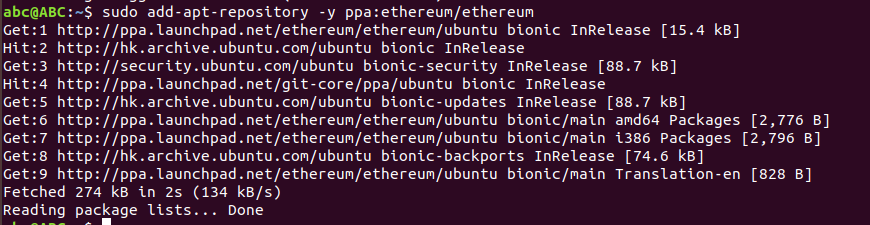 abc@ABC:~$ sudo add-apt-repository -y ppa:ethereum/ethereum
Get:1 http://ppa.launchpad.net/ethereum/ethereum/ubuntu bionic InRelease [15.4 kB]
Hit:2 http://hk.archive.ubuntu.com/ubuntu bionic InRelease
Get:3 http://security.ubuntu.com/ubuntu bionic-security InRelease [88.7 kB]
Hit:4 http://ppa.launchpad.net/git-core/ppa/ubuntu bionic InRelease
Get:5 http://hk.archive.ubuntu.com/ubuntu bionic-updates InRelease [88.7 kB]
Get:6 http://ppa.launchpad.net/ethereum/ethereum/ubuntu bionic/main amd64 Packages [2,776 B]
Get:7 http://ppa.launchpad.net/ethereum/ethereum/ubuntu bionic/main i386 Packages [2,796 B]
Get:8 http://hk.archive.ubuntu.com/ubuntu bionic-backports InRelease [74.6 kB]
Get:9 http://ppa.launchpad.net/ethereum/ethereum/ubuntu bionic/main Translation-en [828 B]
Fetched 274 kB in 2s (134 kB/s)
Reading package lists... Done